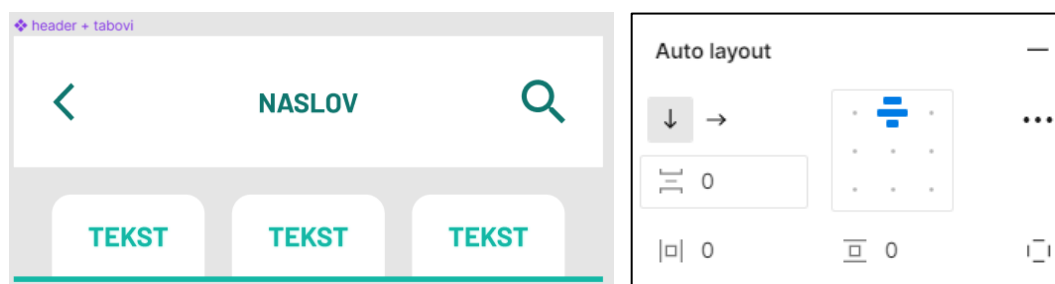 header + tabovi
NASLOV
TEKST TEKST TEKST
Auto layout
0
0 0